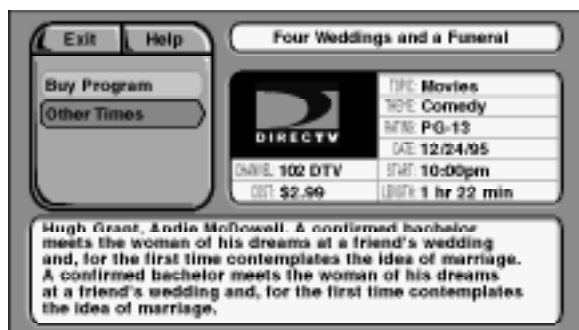 Exit
Help
Four Weddings and a Funeral
Buy Program
Other Times
DIRECTV
TOPIC: Movies
THEME: Comedy
RATING: PG-13
DATE: 12/24/95
CHANNEL: 102 DTV
START: 10:00pm
COST: $2.99
LENGTH: 1 hr 22 min
Hugh Grant, Andie McDowell. A confirmed bachelor
meets the woman of his dreams at a friend's wedding
and, for the first time contemplates the idea of marriage.
A confirmed bachelor meets the woman of his dreams
at a friend's wedding and, for the first time contemplates
the idea of marriage.